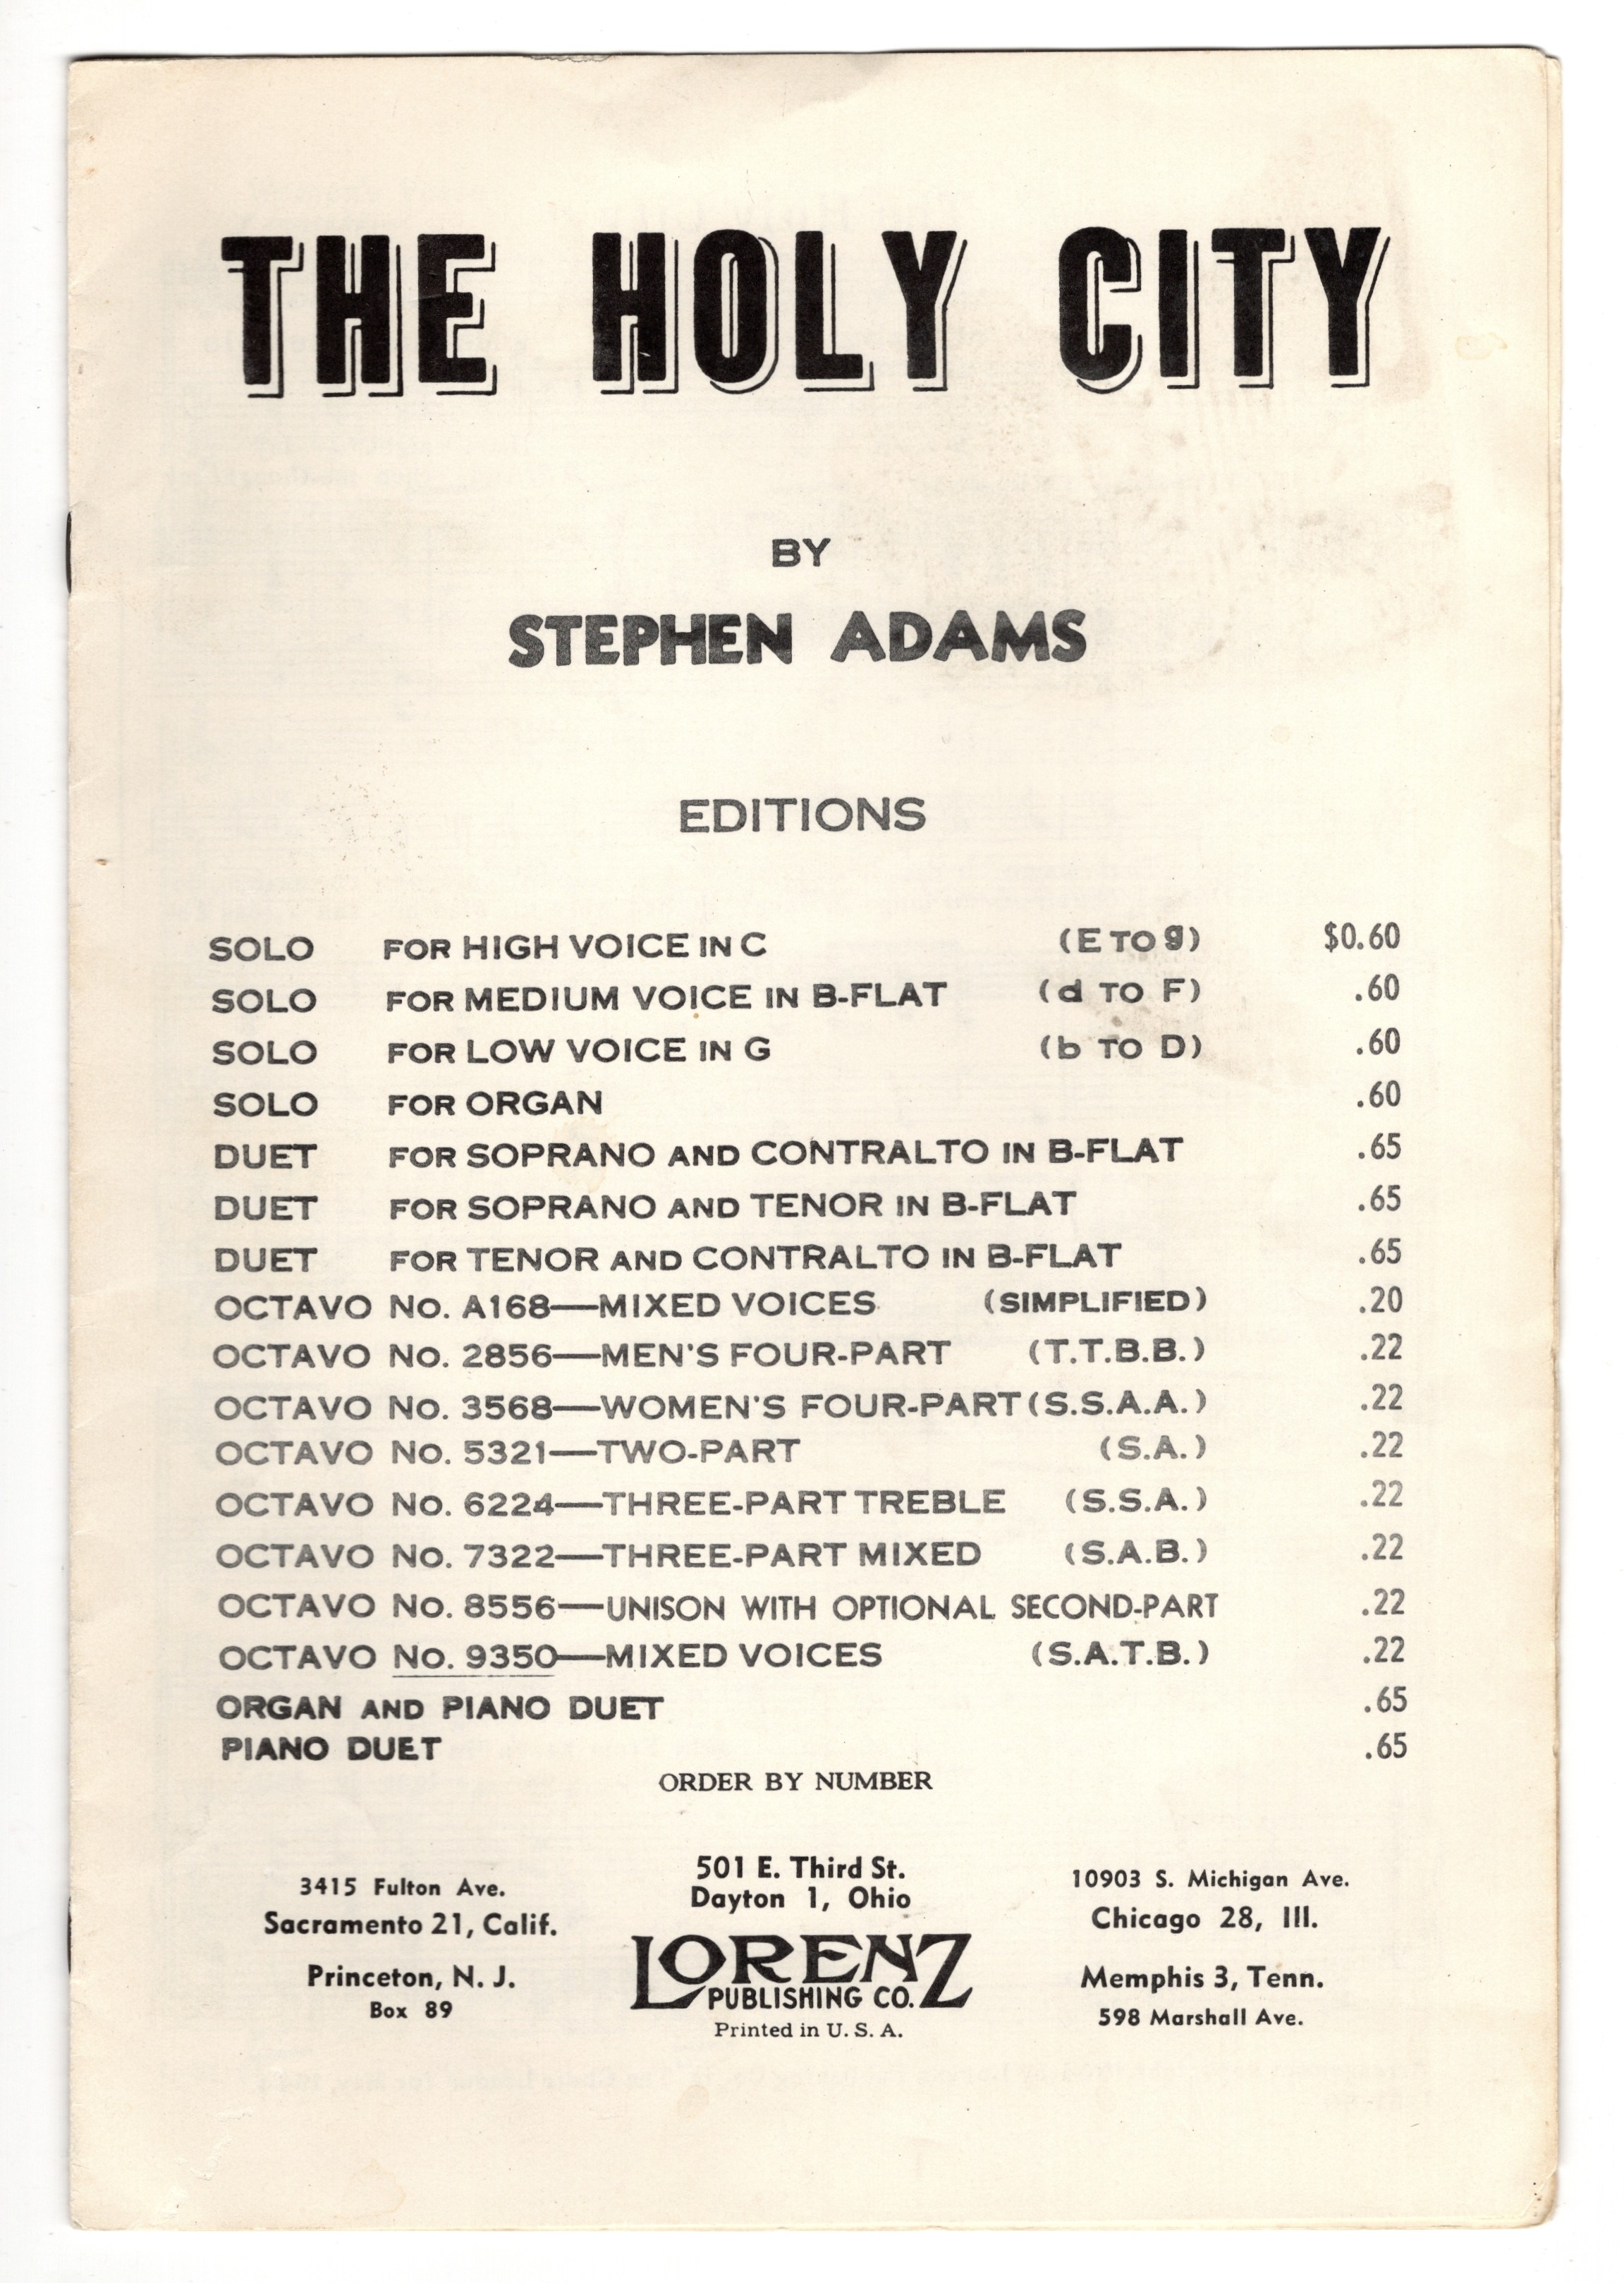 THE HOLY CITY
BY
STEPHEN ADAMS
EDITIONS
SOLO FOR HIGH VOICE IN C (E TO g) $0.60
SOLO FOR MEDIUM VOICE IN B-FLAT (d TO F) .60
SOLO FOR LOW VOICE IN G (b TO D) .60
SOLO FOR ORGAN .60
DUET FOR SOPRANO AND CONTRALTO IN B-FLAT .65
DUET FOR SOPRANO AND TENOR IN B-FLAT .65
DUET FOR TENOR AND CONTRALTO IN B-FLAT .65
OCTAVO No. A168—MIXED VOICES (SIMPLIFIED) .20
OCTAVO No. 2856—MEN'S FOUR-PART (T.T.B.B.) .22
OCTAVO No. 3568—WOMEN'S FOUR-PART (S.S.A.A.) .22
OCTAVO No. 5321—TWO-PART (S.A.) .22
OCTAVO No. 6224—THREE-PART TREBLE (S.S.A.) .22
OCTAVO No. 7322—THREE-PART MIXED (S.A.B.) .22
OCTAVO No. 8556—UNISON WITH OPTIONAL SECOND-PART .22
OCTAVO No. 9350—MIXED VOICES (S.A.T.B.) .22
ORGAN AND PIANO DUET .65
PIANO DUET .65
ORDER BY NUMBER
3415 Fulton Ave.
Sacramento 21, Calif.
Princeton, N. J.
Box 89
501 E. Third St.
Dayton 1, Ohio
LORENZ
PUBLISHING CO.
Printed in U. S. A.
10903 S. Michigan Ave.
Chicago 28, Ill.
Memphis 3, Tenn.
598 Marshall Ave.